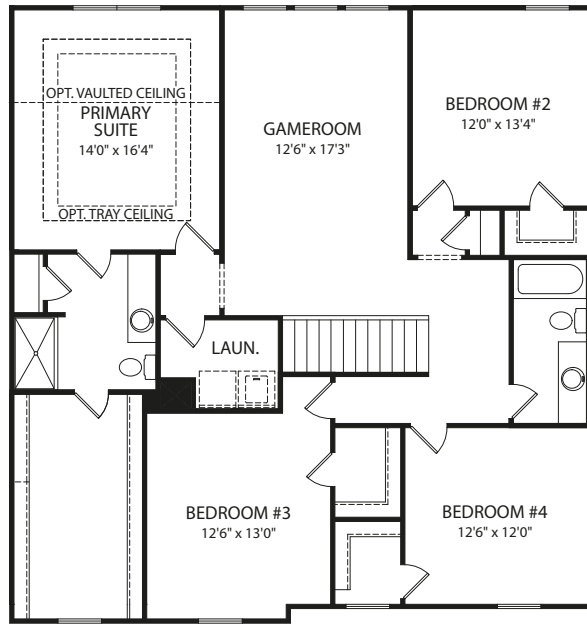 OPT. VAULTED CEILING
PRIMARY
SUITE
14'0" x 16'4"
OPT. TRAY CEILING
GAMEROOM
12'6" x 17'3"
BEDROOM #2
12'0" x 13'4"
LAUN.
BEDROOM #3
12'6" x 13'0"
BEDROOM #4
12'6" x 12'0"